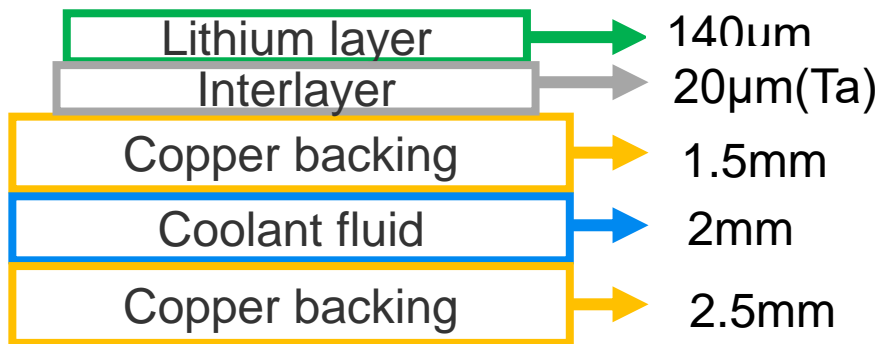 Lithium layer 140µm
Interlayer 20µm(Ta)
Copper backing 1.5mm
Coolant fluid 2mm
Copper backing 2.5mm